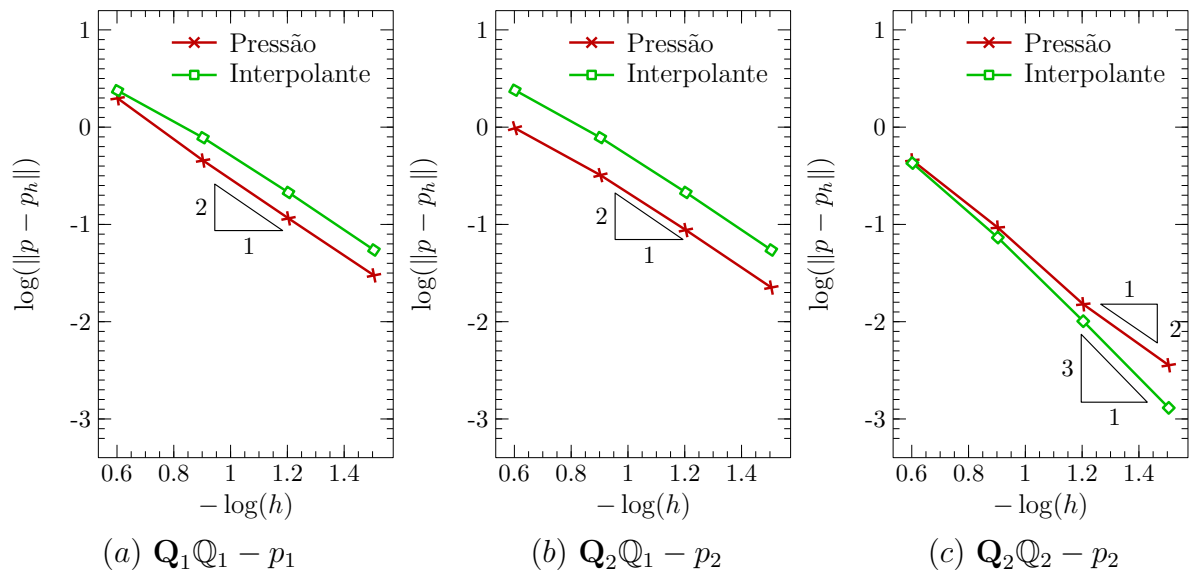 Pressão
Interpolante
1
0
-1
-2
-3
0.6 0.8 1 1.2 1.4
2
1
log(||p − p_h||)
− log(h)
(a) Q₁ℚ₁ − p₁
Pressão
Interpolante
1
0
-1
-2
-3
0.6 0.8 1 1.2 1.4
2
1
log(||p − p_h||)
− log(h)
(b) Q₂ℚ₁ − p₂
Pressão
Interpolante
1
0
-1
-2
-3
0.6 0.8 1 1.2 1.4
1
2
3
1
log(||p − p_h||)
− log(h)
(c) Q₂ℚ₂ − p₂